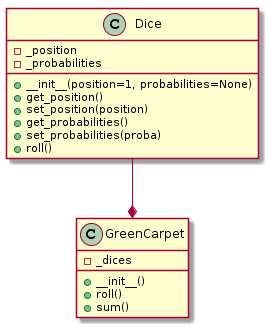 C Dice
_position
_probabilities
__init__(position=1, probabilities=None)
get_position()
set_position(position)
get_probabilities()
set_probabilities(proba)
roll()
C GreenCarpet
_dices
__init__()
roll()
sum()